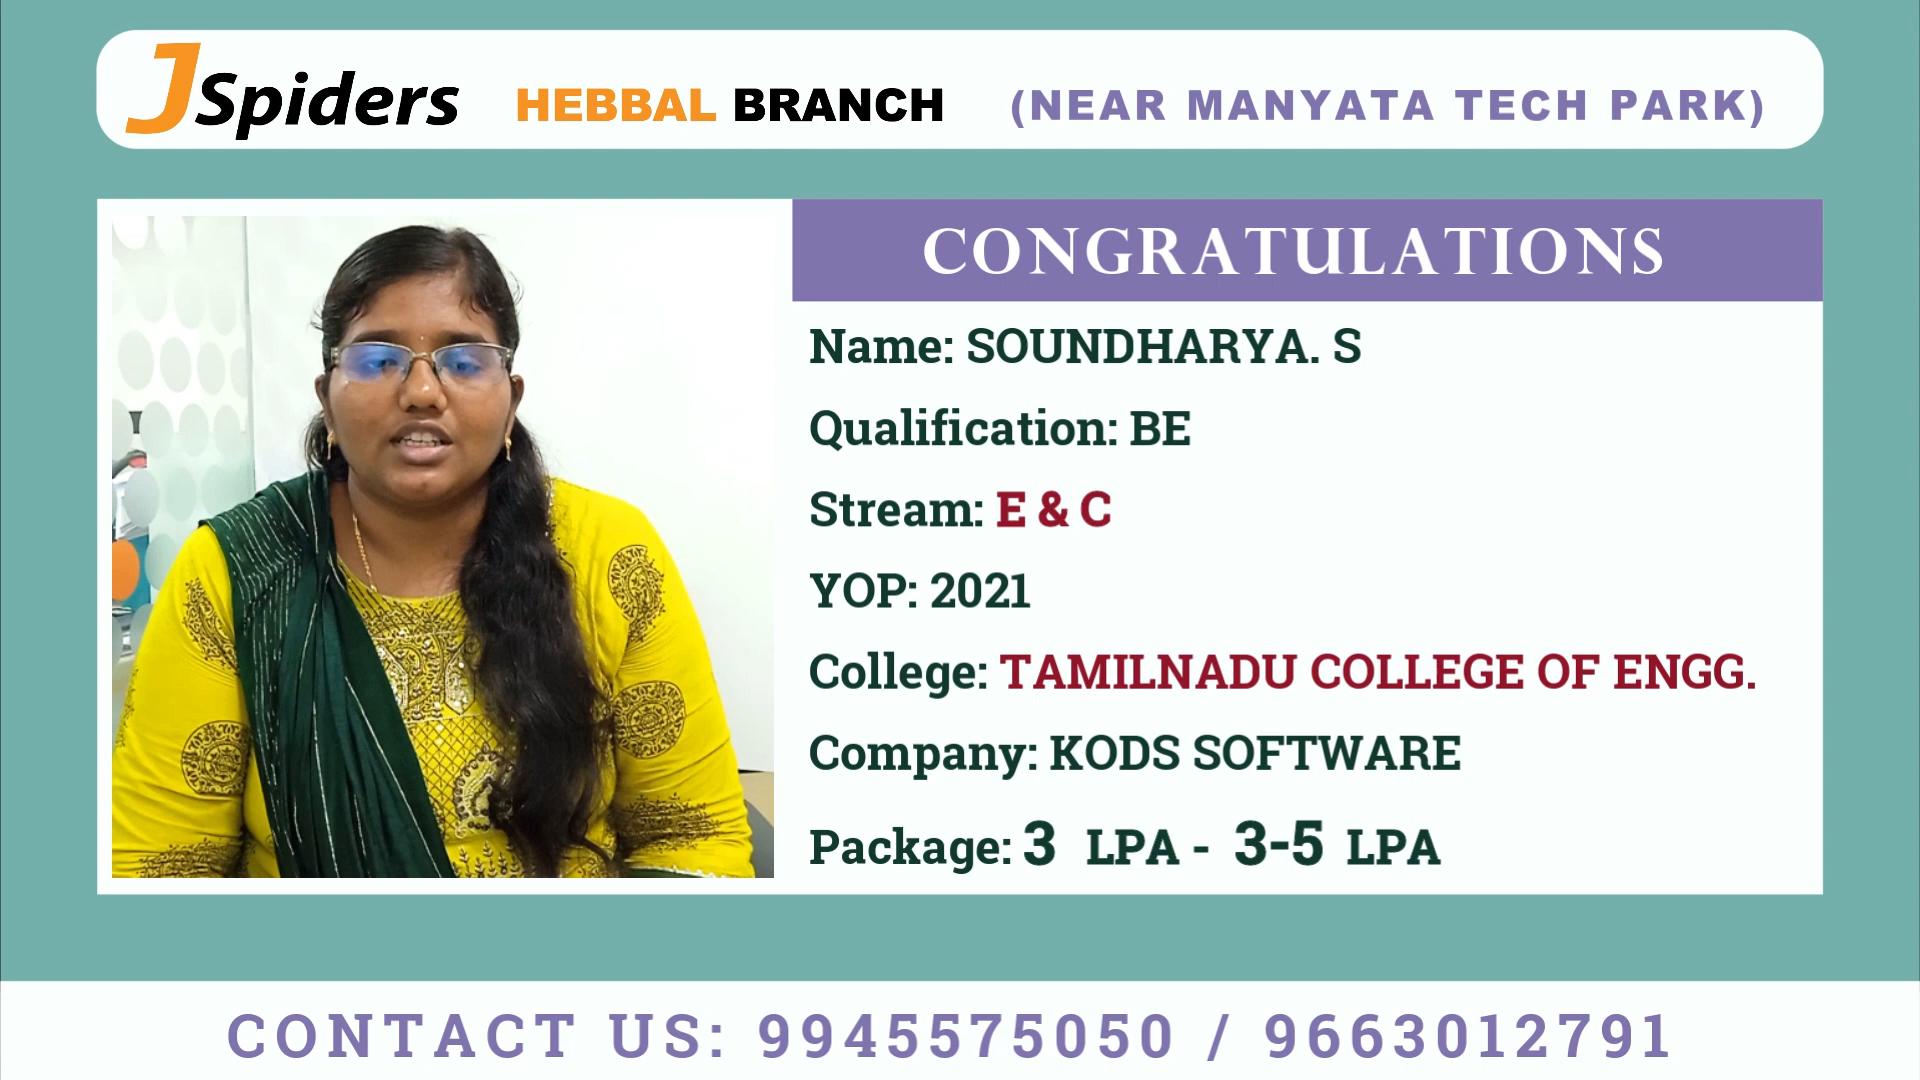 JSpiders HEBBAL BRANCH (NEAR MANYATA TECH PARK)
CONGRATULATIONS
Name: SOUNDHARYA. S
Qualification: BE
Stream: E & C
YOP: 2021
College: TAMILNADU COLLEGE OF ENGG.
Company: KODS SOFTWARE
Package: 3 LPA - 3-5 LPA
CONTACT US: 9945575050 / 9663012791